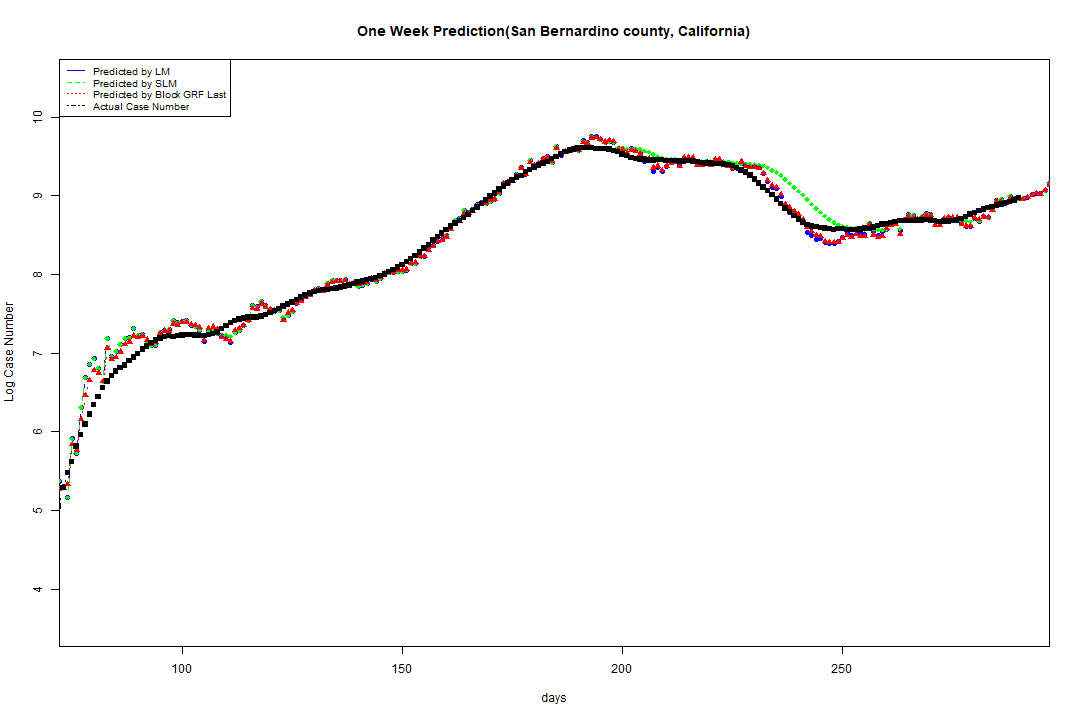 One Week Prediction(San Bernardino county, California)
Predicted by LM
Predicted by SLM
Predicted by Block GRF Last
Actual Case Number
10
9
8
7
6
5
4
Log Case Number
100 150 200 250
days